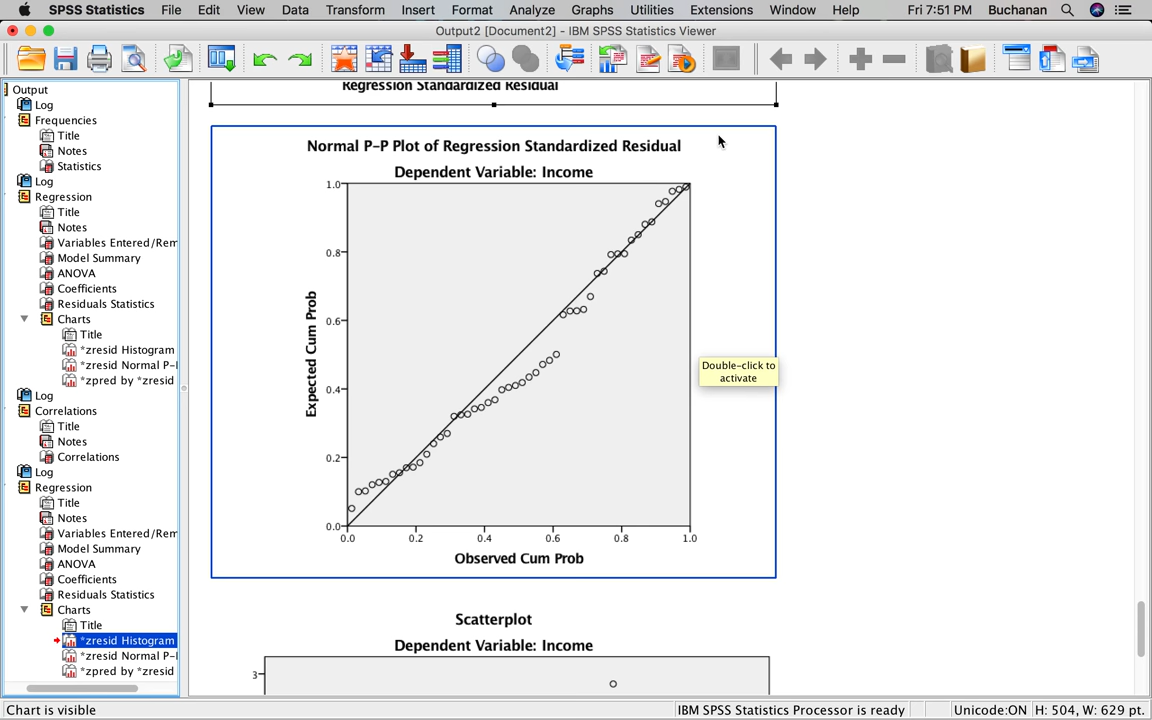 SPSS Statistics File Edit View Data Transform Insert Format Analyze Graphs Utilities Extensions Window Help Fri 7:51 PM Buchanan
Output2 [Document2] - IBM SPSS Statistics Viewer
Output
Log
Frequencies
Title
Notes
Statistics
Log
Regression
Title
Notes
Variables Entered/Rem
Model Summary
ANOVA
Coefficients
Residuals Statistics
Charts
Title
*zresid Histogram
*zresid Normal P-
*zpred by *zresid
Log
Correlations
Title
Notes
Correlations
Log
Regression
Title
Notes
Variables Entered/Rem
Model Summary
ANOVA
Coefficients
Residuals Statistics
Charts
Title
*zresid Histogram
*zresid Normal P-
*zpred by *zresid
Regression Standardized Residual
Normal P-P Plot of Regression Standardized Residual
Dependent Variable: Income
1.0
0.8
0.6
0.4
0.2
0.0
Expected Cum Prob
0.0 0.2 0.4 0.6 0.8 1.0
Observed Cum Prob
Double-click to
activate
Scatterplot
Dependent Variable: Income
3
Chart is visible
IBM SPSS Statistics Processor is ready
Unicode:ON H: 504, W: 629 pt.